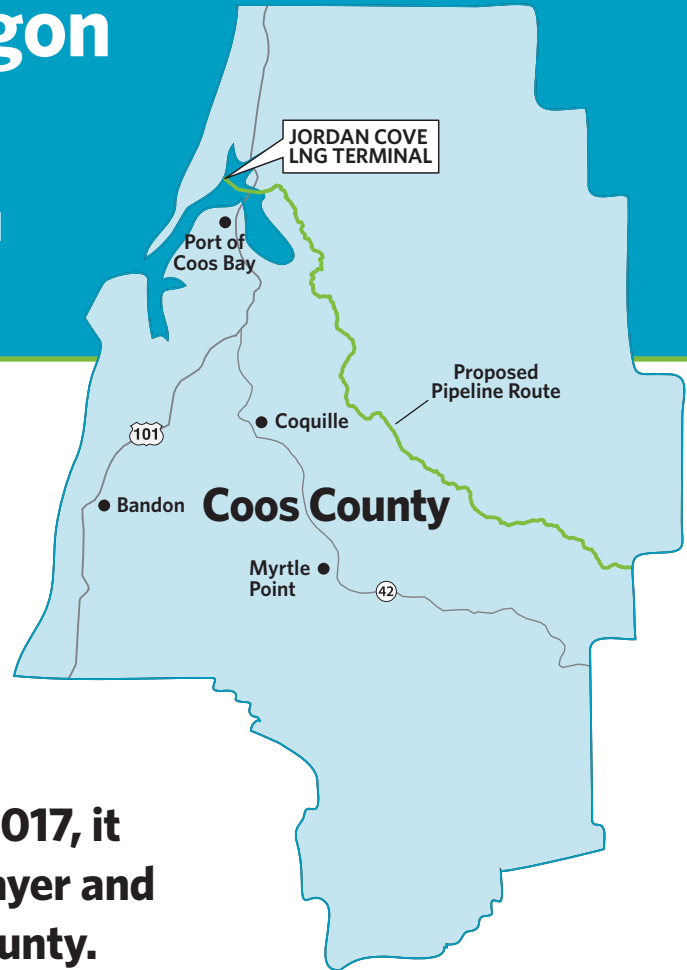 gon
JORDAN COVE
LNG TERMINAL
Port of
Coos Bay
Proposed
Pipeline Route
Coquille
101
Bandon
Coos County
Myrtle
Point
42
017, it
yer and
unty.